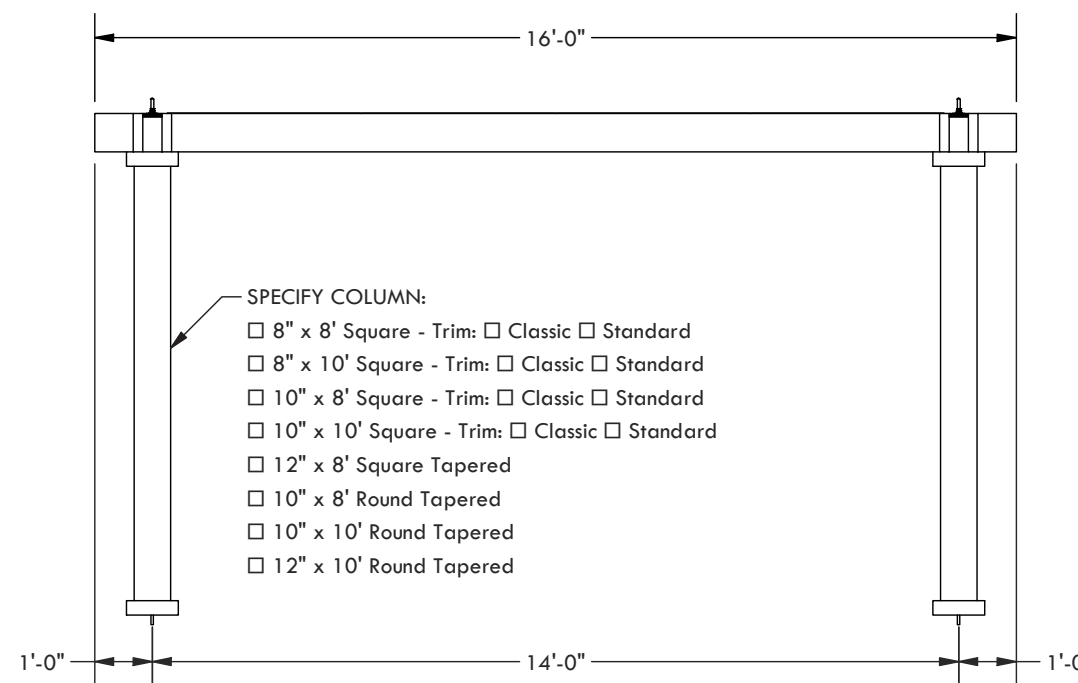 16'-0"
SPECIFY COLUMN:
☐ 8" x 8' Square - Trim: ☐ Classic ☐ Standard
☐ 8" x 10' Square - Trim: ☐ Classic ☐ Standard
☐ 10" x 8' Square - Trim: ☐ Classic ☐ Standard
☐ 10" x 10' Square - Trim: ☐ Classic ☐ Standard
☐ 12" x 8' Square Tapered
☐ 10" x 8' Round Tapered
☐ 10" x 10' Round Tapered
☐ 12" x 10' Round Tapered
1'-0" 14'-0" 1'-0